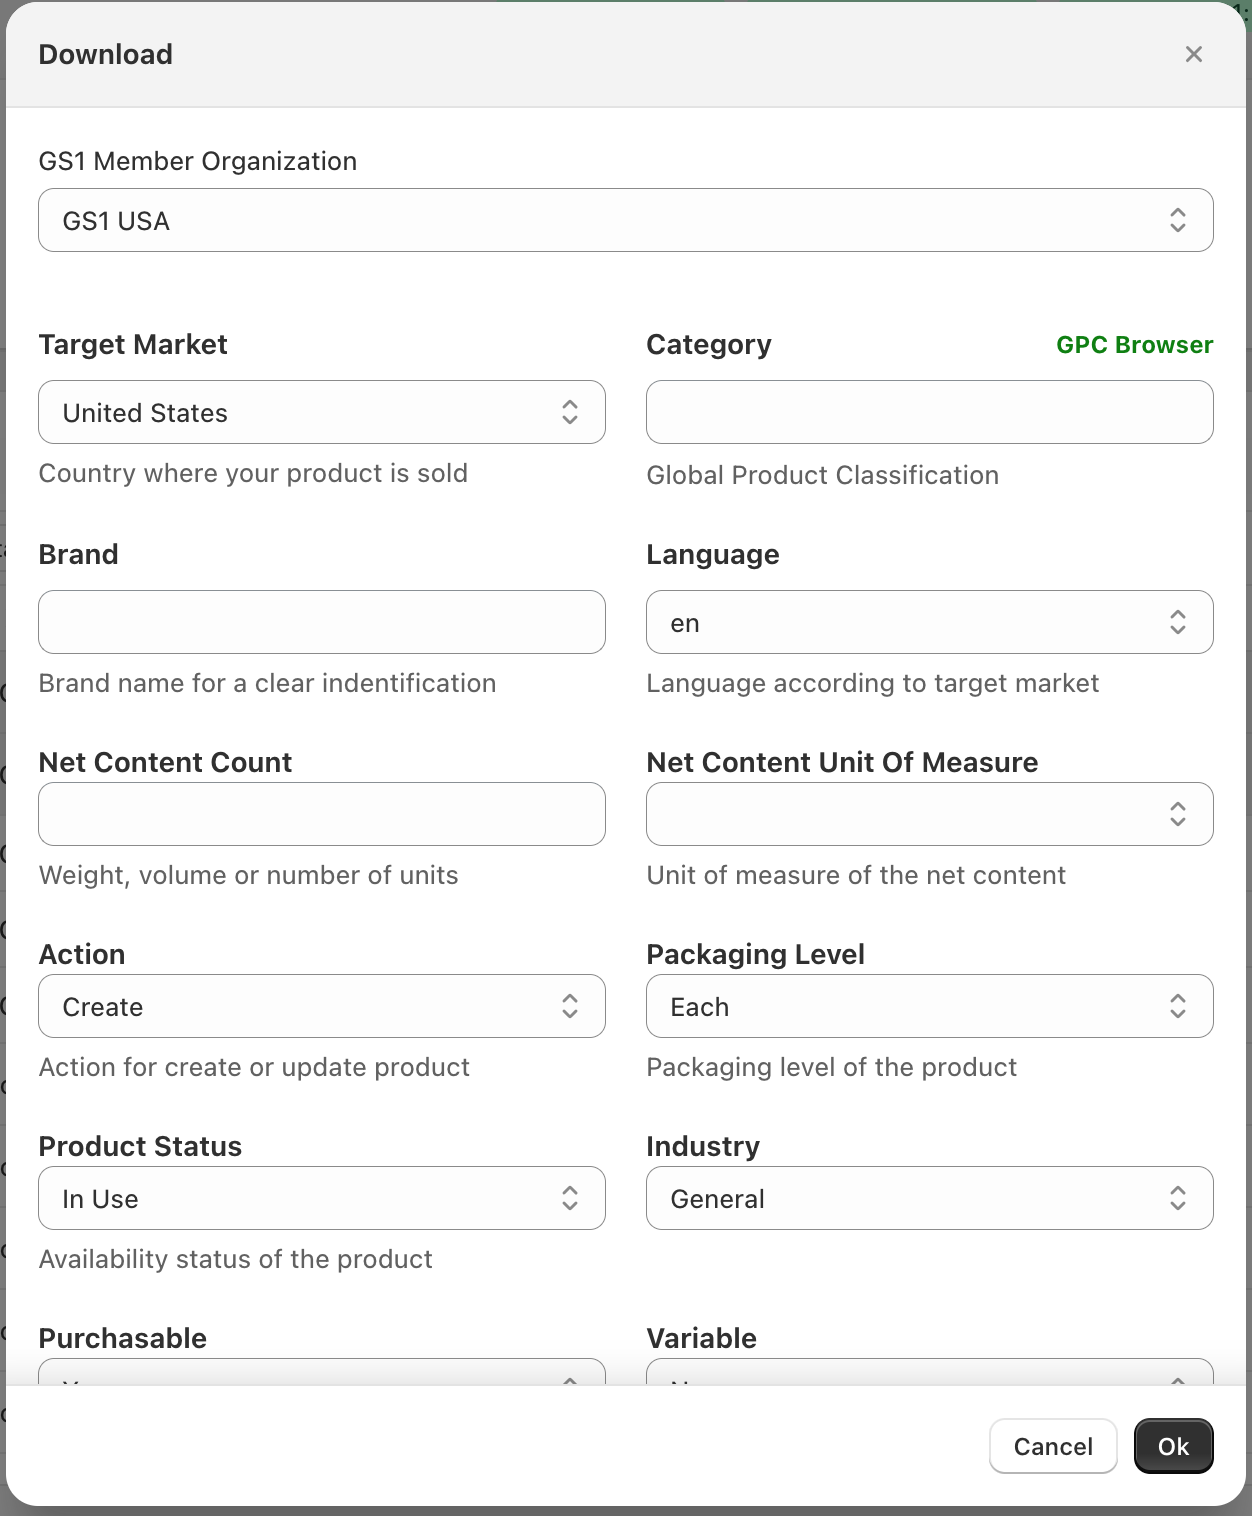 Download
GS1 Member Organization
GS1 USA
Target Market
Category
GPC Browser
United States
Country where your product is sold
Global Product Classification
Brand
Language
en
Brand name for a clear indentification
Language according to target market
Net Content Count
Net Content Unit Of Measure
Weight, volume or number of units
Unit of measure of the net content
Action
Packaging Level
Create
Each
Action for create or update product
Packaging level of the product
Product Status
Industry
In Use
General
Availability status of the product
Purchasable
Variable
Cancel
Ok